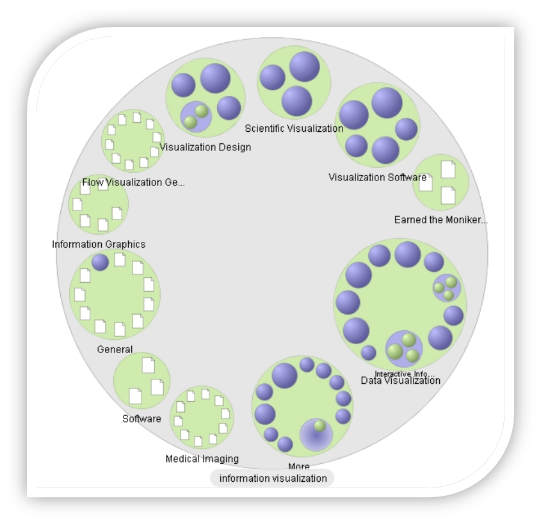 Scientific Visualization
Visualization Design
Visualization Software
Flow Visualization Ge...
Earned the Moniker...
Information Graphics
General
Interactive Info...
Data Visualization
Software
Medical Imaging
More
information visualization